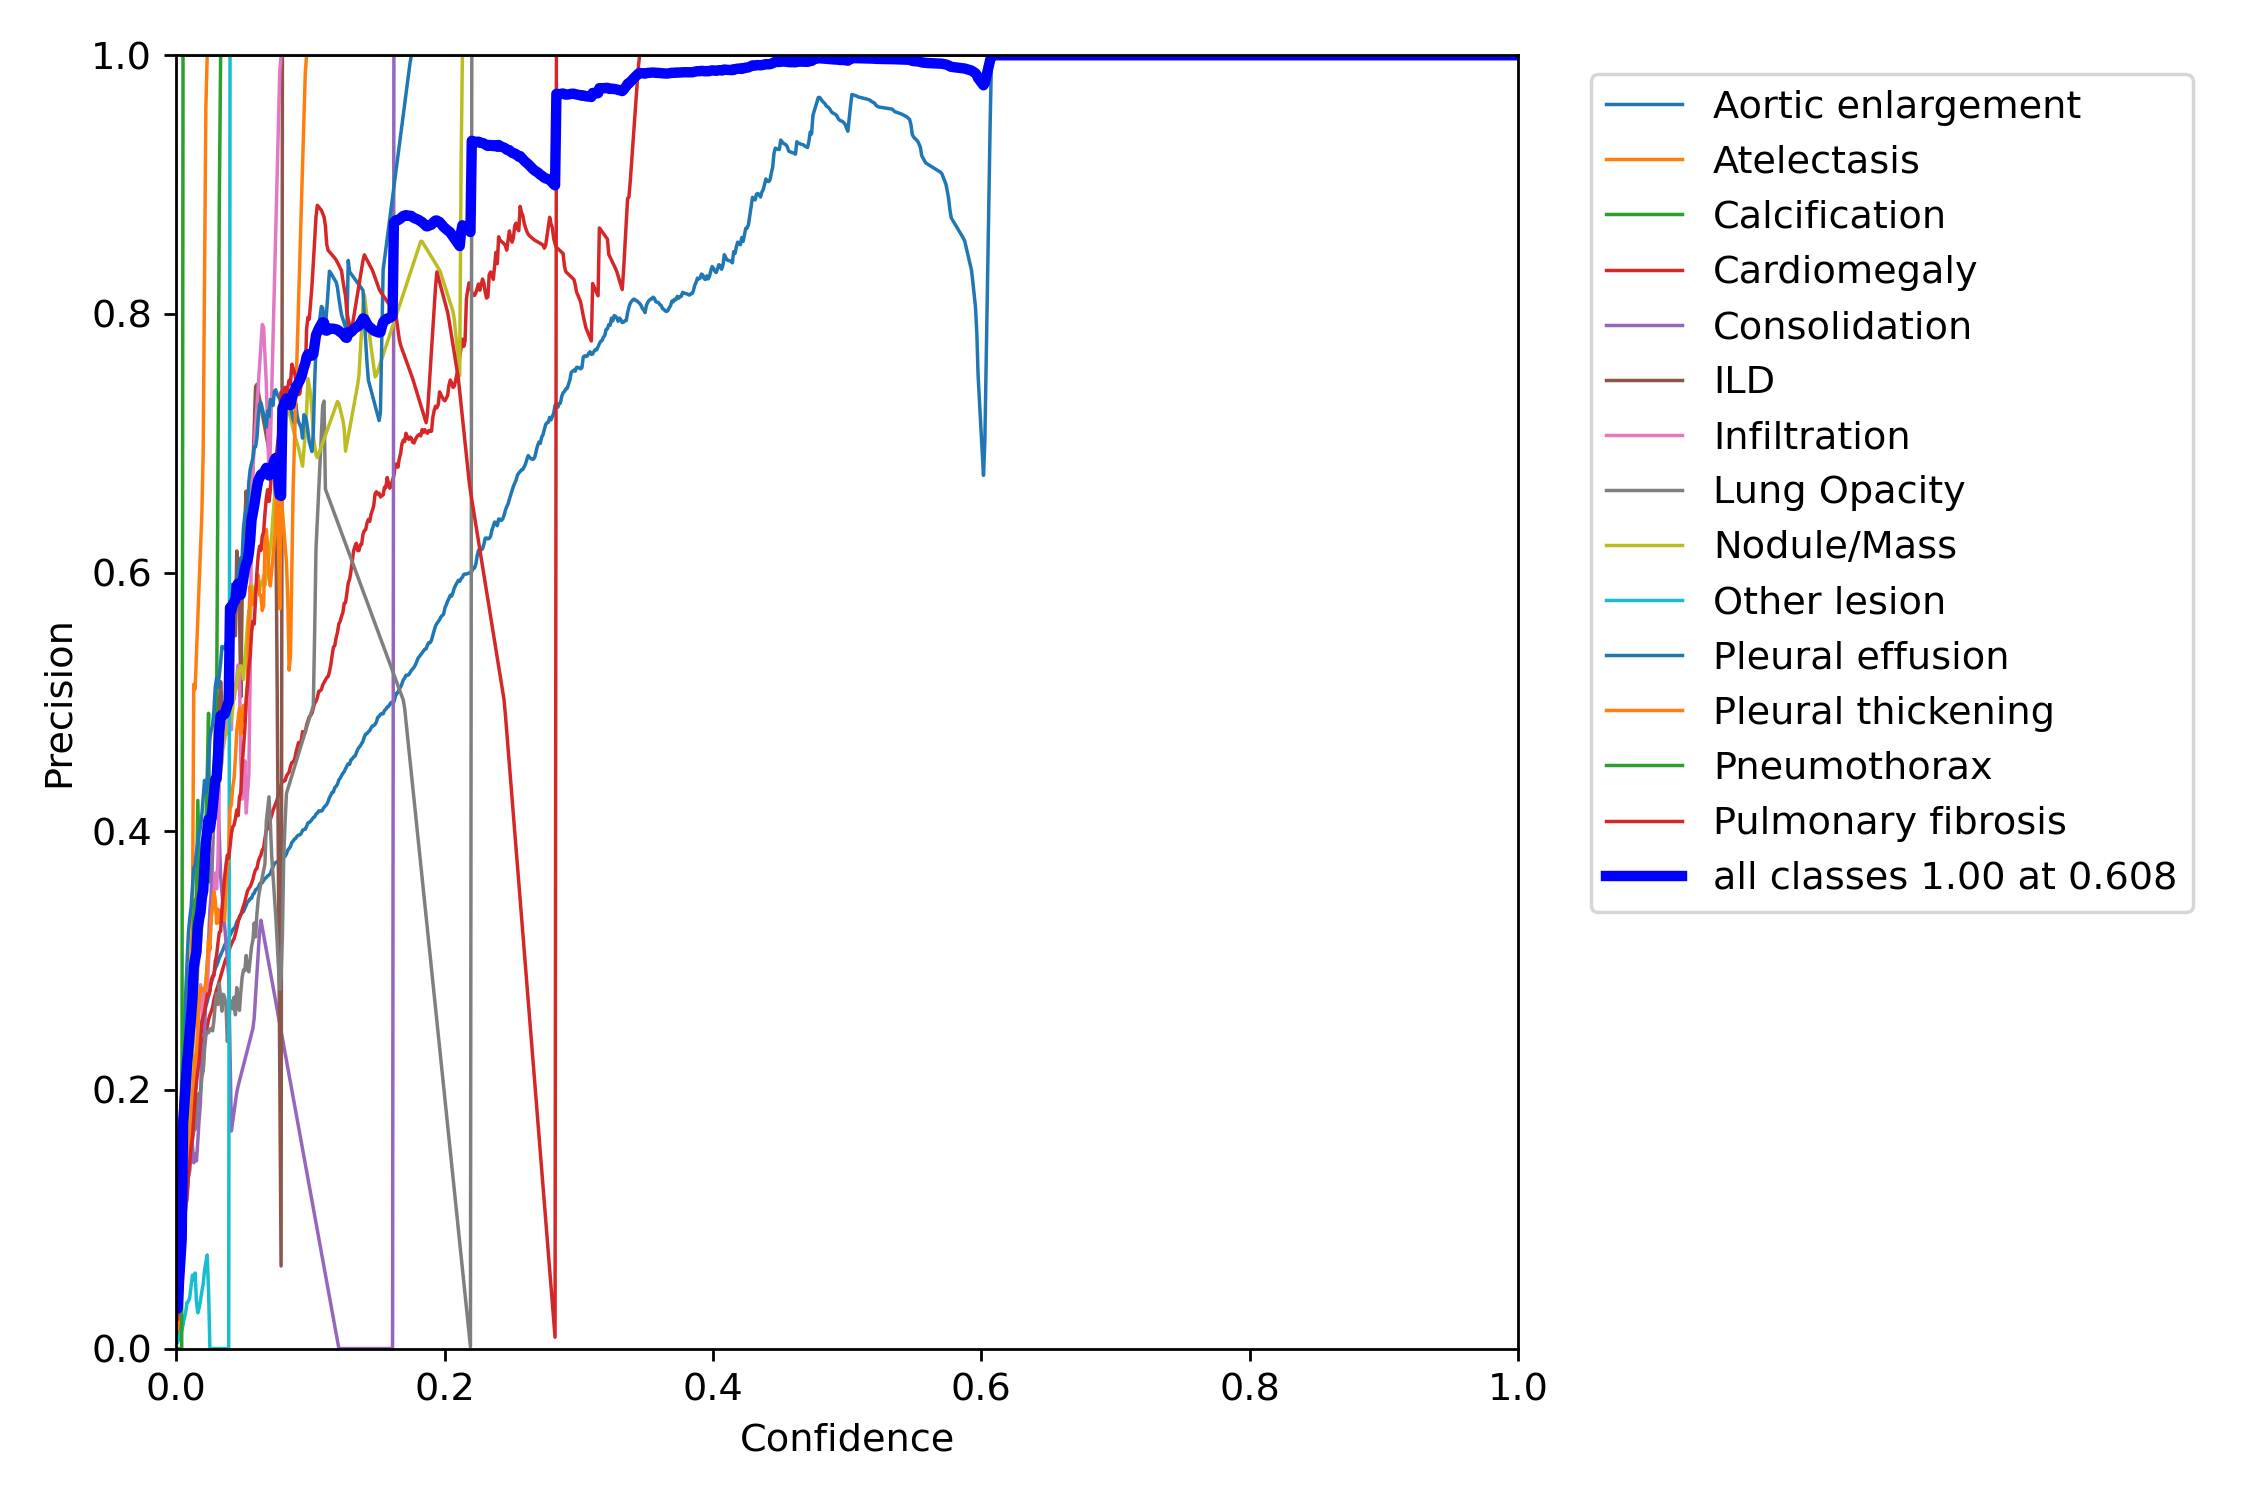 1.0
0.8
0.6
0.4
0.2
0.0
Precision
0.0 0.2 0.4 0.6 0.8 1.0
Confidence
Aortic enlargement
Atelectasis
Calcification
Cardiomegaly
Consolidation
ILD
Infiltration
Lung Opacity
Nodule/Mass
Other lesion
Pleural effusion
Pleural thickening
Pneumothorax
Pulmonary fibrosis
all classes 1.00 at 0.608